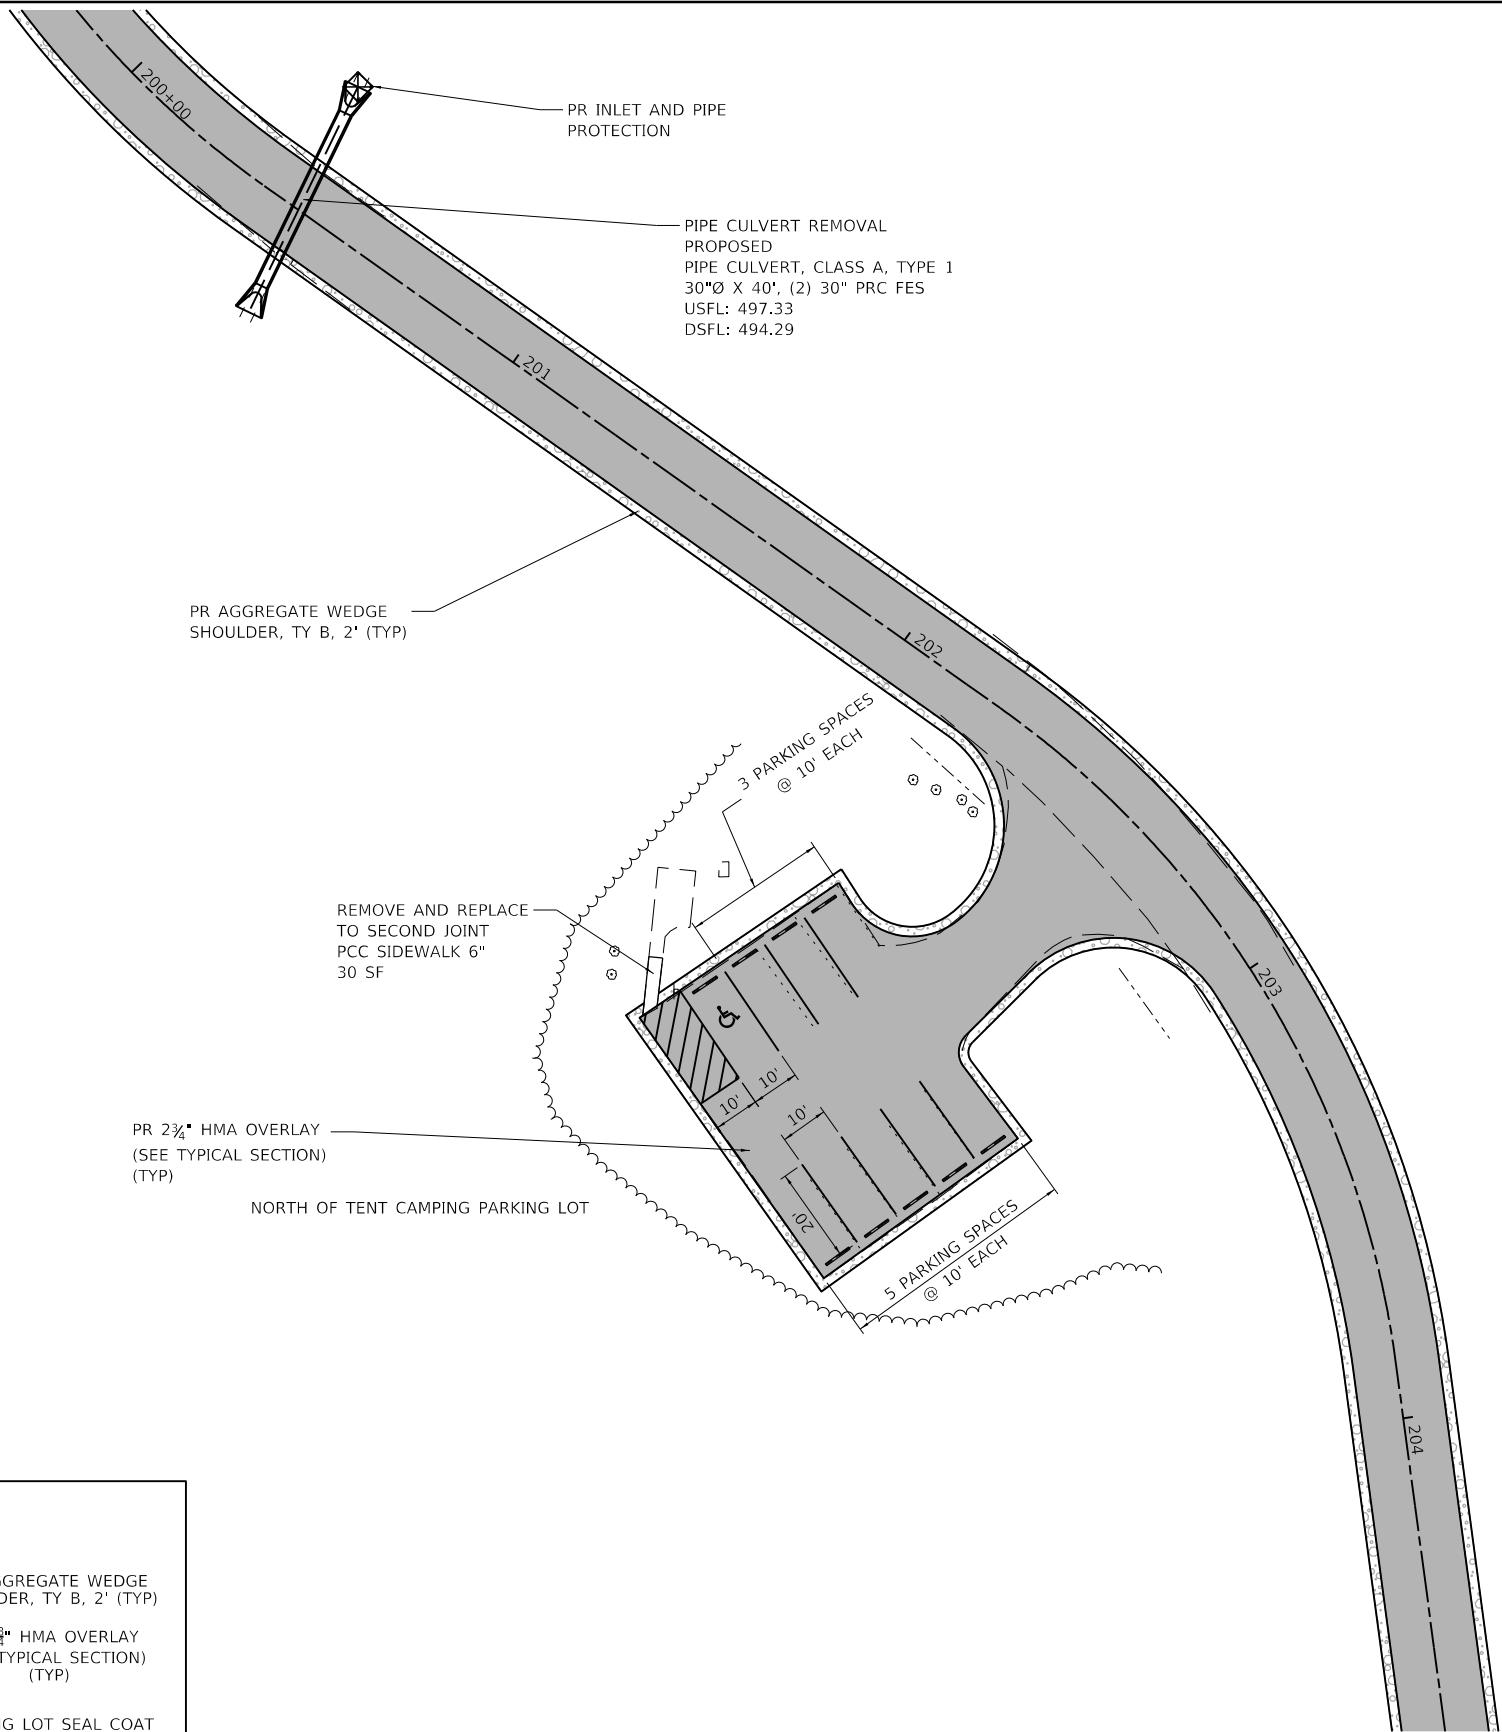 200+00
PR INLET AND PIPE
PROTECTION
PIPE CULVERT REMOVAL
PROPOSED
PIPE CULVERT, CLASS A, TYPE 1
30"Ø X 40', (2) 30" PRC FES
USFL: 497.33
DSFL: 494.29
201
PR AGGREGATE WEDGE
SHOULDER, TY B, 2' (TYP)
202
3 PARKING SPACES
@ 10' EACH
REMOVE AND REPLACE
TO SECOND JOINT
PCC SIDEWALK 6"
30 SF
203
10'
10'
10'
20'
PR 2¾" HMA OVERLAY
(SEE TYPICAL SECTION)
(TYP)
NORTH OF TENT CAMPING PARKING LOT
5 PARKING SPACES
@ 10' EACH
204
GGREGATE WEDGE
DER, TY B, 2' (TYP)
¾" HMA OVERLAY
TYPICAL SECTION)
(TYP)
G LOT SEAL COAT